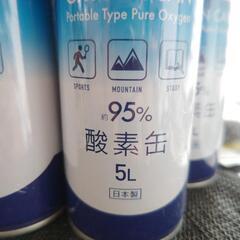 Portable Type Pure Oxygen
SPORTS
MOUNTAIN
STUDY
約95%
酸素缶
5L
日本製